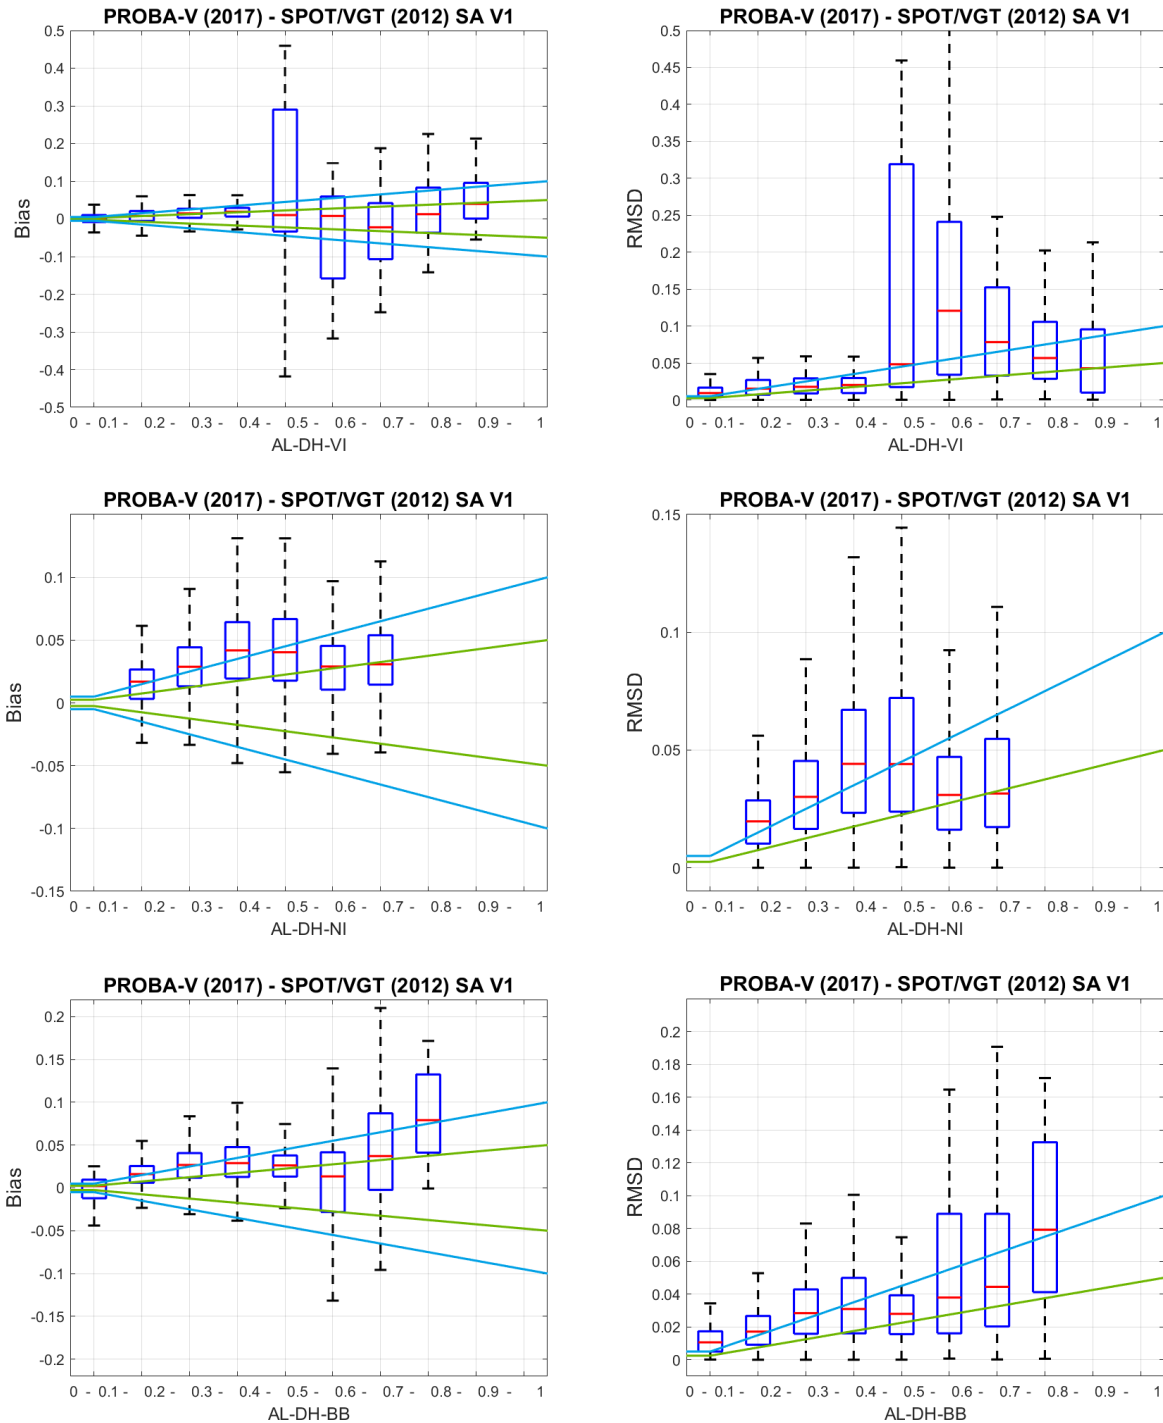 PROBA-V (2017) - SPOT/VGT (2012) SA V1
0.5
0.4
0.3
0.2
0.1
0
-0.1
-0.2
-0.3
-0.4
-0.5
Bias
0 - 0.1 - 0.2 - 0.3 - 0.4 - 0.5 - 0.6 - 0.7 - 0.8 - 0.9 - 1
AL-DH-VI
PROBA-V (2017) - SPOT/VGT (2012) SA V1
0.5
0.45
0.4
0.35
0.3
0.25
0.2
0.15
0.1
0.05
0
RMSD
0 - 0.1 - 0.2 - 0.3 - 0.4 - 0.5 - 0.6 - 0.7 - 0.8 - 0.9 - 1
AL-DH-VI
PROBA-V (2017) - SPOT/VGT (2012) SA V1
0.1
0.05
0
-0.05
-0.1
-0.15
Bias
0 - 0.1 - 0.2 - 0.3 - 0.4 - 0.5 - 0.6 - 0.7 - 0.8 - 0.9 - 1
AL-DH-NI
PROBA-V (2017) - SPOT/VGT (2012) SA V1
0.15
0.1
0.05
0
RMSD
0 - 0.1 - 0.2 - 0.3 - 0.4 - 0.5 - 0.6 - 0.7 - 0.8 - 0.9 - 1
AL-DH-NI
PROBA-V (2017) - SPOT/VGT (2012) SA V1
0.2
0.15
0.1
0.05
0
-0.05
-0.1
-0.15
-0.2
Bias
0 - 0.1 - 0.2 - 0.3 - 0.4 - 0.5 - 0.6 - 0.7 - 0.8 - 0.9 - 1
AL-DH-BB
PROBA-V (2017) - SPOT/VGT (2012) SA V1
0.2
0.18
0.16
0.14
0.12
0.1
0.08
0.06
0.04
0.02
0
RMSD
0 - 0.1 - 0.2 - 0.3 - 0.4 - 0.5 - 0.6 - 0.7 - 0.8 - 0.9 - 1
AL-DH-BB